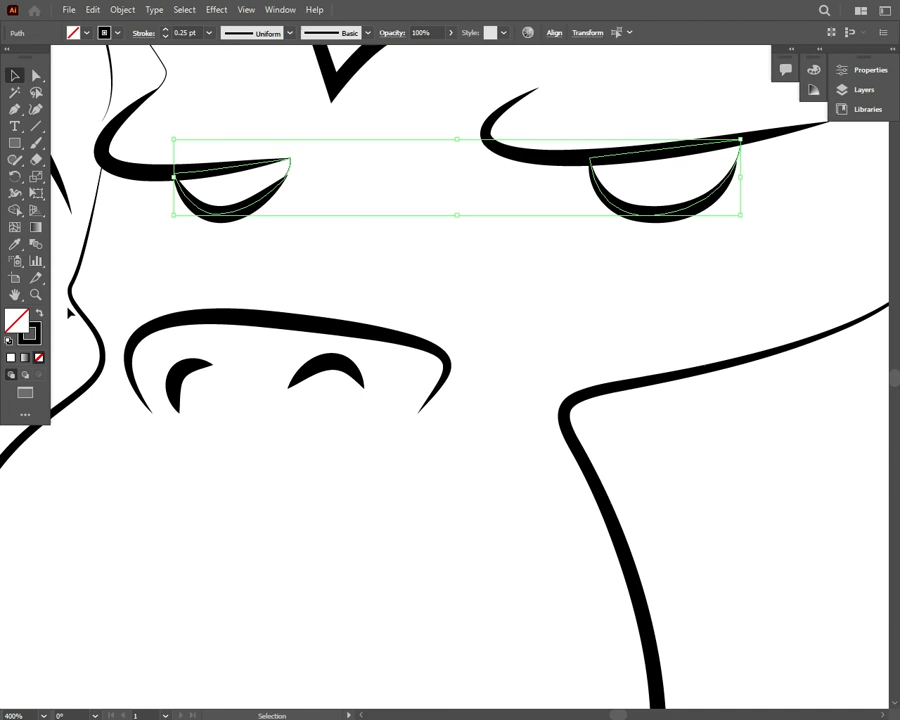 Ai File Edit Object Type Select Effect View Window Help
Path Stroke: 0.25 pt Uniform Basic Opacity: 100% Style: Align Transform
Properties
Layers
Libraries
400% 0° 1 Selection